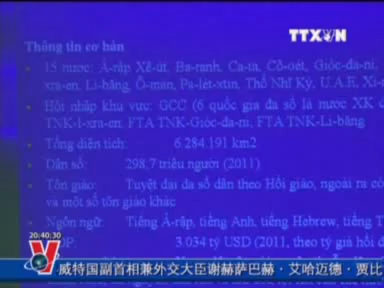 TTXVN
Thông tin cơ bản
15 nước: Ả-rập Xê-út, Ba-ranh, Ca-ta, Cô-oét, Gioóc-đa-ni,
xra-en, Li-băng, Ô-man, Pa-let-xtun, Thổ Nhĩ Kỳ, U.A.E, Xi-
Hội nhập khu vực: GCC (6 quốc gia đa số là nước XK
TNK-I-xra-en, FTA TNK-Gióc-đa-ni, FTA TNK-Li-băng
Tổng diện tích: 6.284.191 km2
Dân số: 298,7 triệu người (2011)
Tôn giáo: Tuyệt đại đa số dân theo Hồi giáo, ngoài ra có
và một số tôn giáo khác
Ngôn ngữ: Tiếng Ả-rập, tiếng Anh, tiếng Hebrew, tiếng T
GDP: 3.034 tỷ USD (2011, theo tỷ giá hối đ
20:40:30
V
威特国副首相兼外交大臣谢赫萨巴赫·艾哈迈德·贾比